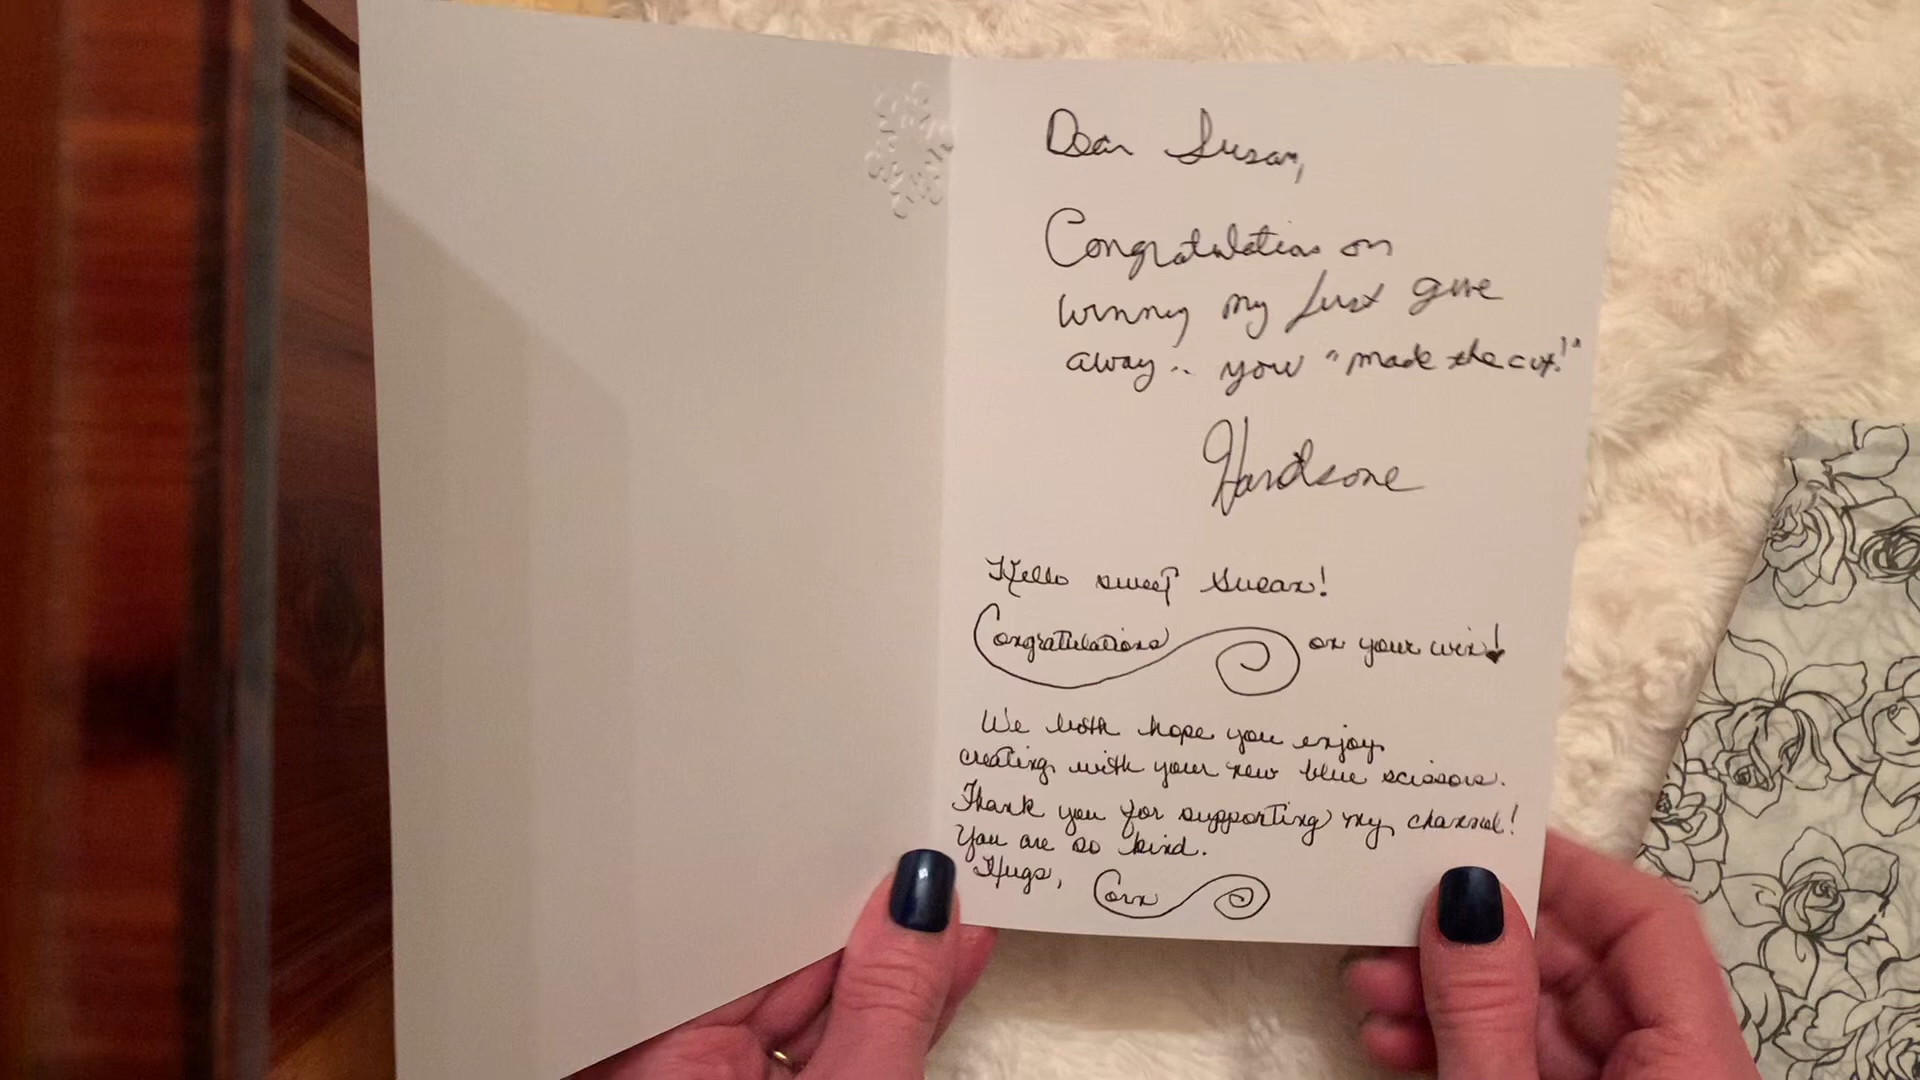 Dear Susan,
Congratulations on
winning my first give
away.. you "made the cut!"
Handsome
Hello sweet Susan!
Congratulations on your win!
We both hope you enjoy
creating with your new blue scissors.
Thank you for supporting my channel!
You are so kind.
Hugs,